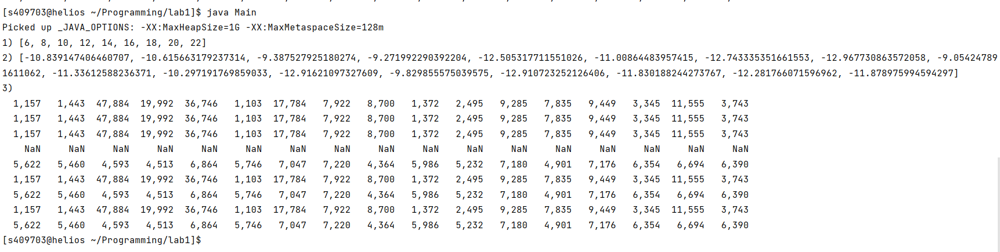 [s409703@helios ~/Programming/lab1]$ java Main
Picked up _JAVA_OPTIONS: -XX:MaxHeapSize=1G -XX:MaxMetaspaceSize=128m
1) [6, 8, 10, 12, 14, 16, 18, 20, 22]
2) [-10.839147406460707, -10.615663179237314, -9.387527925180274, -9.271992290392204, -12.505317711551026, -11.00864483957415, -12.743335351661553, -12.967730863572058, -9.05424789
1611062, -11.33612588236371, -10.297191769859033, -12.91621097327609, -9.829855575039575, -12.910723252126406, -11.830188244273767, -12.281766071596962, -11.878975994594297]
3)
1,157 1,443 47,884 19,992 36,746 1,103 17,784 7,922 8,700 1,372 2,495 9,285 7,835 9,449 3,345 11,555 3,743
1,157 1,443 47,884 19,992 36,746 1,103 17,784 7,922 8,700 1,372 2,495 9,285 7,835 9,449 3,345 11,555 3,743
1,157 1,443 47,884 19,992 36,746 1,103 17,784 7,922 8,700 1,372 2,495 9,285 7,835 9,449 3,345 11,555 3,743
NaN NaN NaN NaN NaN NaN NaN NaN NaN NaN NaN NaN NaN NaN NaN NaN NaN
5,622 5,460 4,593 4,513 6,864 5,746 7,047 7,220 4,364 5,986 5,232 7,180 4,901 7,176 6,354 6,694 6,390
1,157 1,443 47,884 19,992 36,746 1,103 17,784 7,922 8,700 1,372 2,495 9,285 7,835 9,449 3,345 11,555 3,743
5,622 5,460 4,593 4,513 6,864 5,746 7,047 7,220 4,364 5,986 5,232 7,180 4,901 7,176 6,354 6,694 6,390
1,157 1,443 47,884 19,992 36,746 1,103 17,784 7,922 8,700 1,372 2,495 9,285 7,835 9,449 3,345 11,555 3,743
5,622 5,460 4,593 4,513 6,864 5,746 7,047 7,220 4,364 5,986 5,232 7,180 4,901 7,176 6,354 6,694 6,390
[s409703@helios ~/Programming/lab1]$